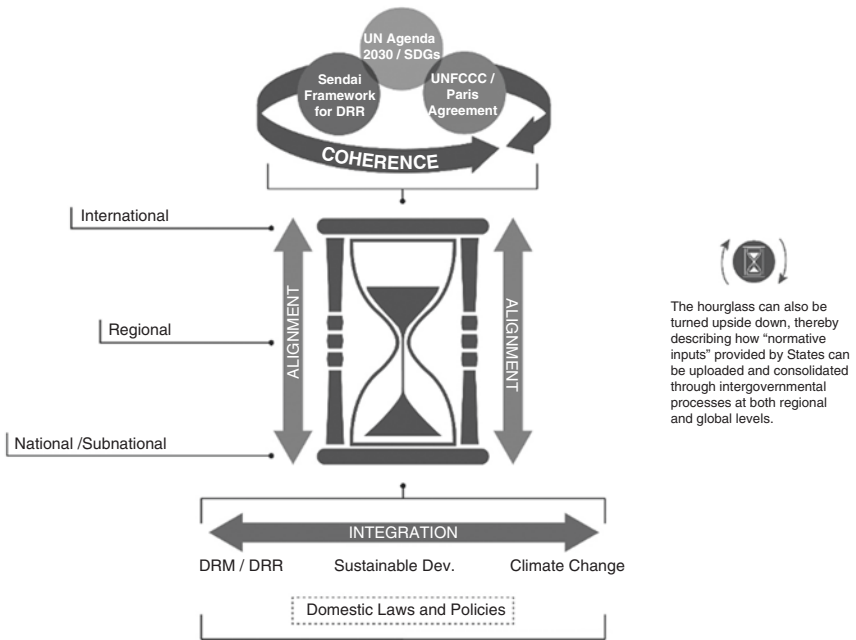 UN Agenda
2030 / SDGs
Sendai
Framework
for DRR
UNFCCC /
Paris
Agreement
COHERENCE
International
Regional
National /Subnational
ALIGNMENT
ALIGNMENT
The hourglass can also be
turned upside down, thereby
describing how “normative
inputs” provided by States can
be uploaded and consolidated
through intergovernmental
processes at both regional
and global levels.
INTEGRATION
DRM / DRR
Sustainable Dev.
Climate Change
Domestic Laws and Policies